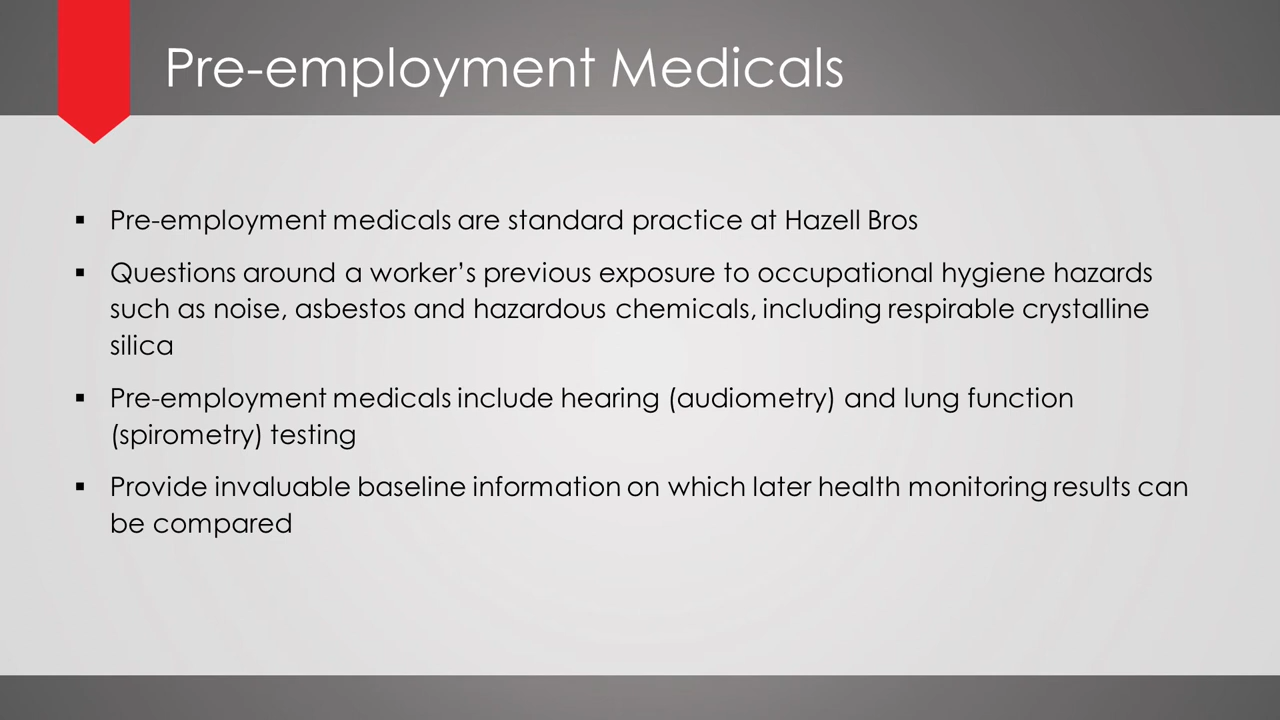 Pre-employment Medicals
▪ Pre-employment medicals are standard practice at Hazell Bros
▪ Questions around a worker’s previous exposure to occupational hygiene hazards
such as noise, asbestos and hazardous chemicals, including respirable crystalline
silica
▪ Pre-employment medicals include hearing (audiometry) and lung function
(spirometry) testing
▪ Provide invaluable baseline information on which later health monitoring results can
be compared